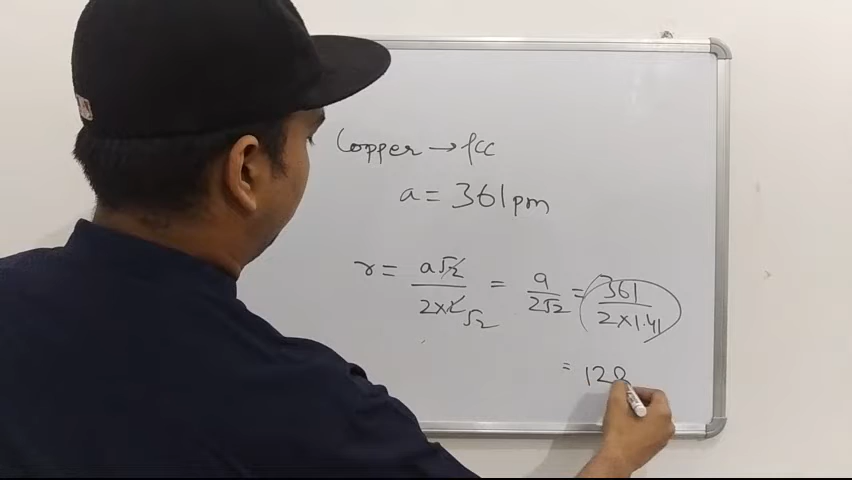 Copper → fcc
a = 361 pm
r = a√2 / 2×2 √2 = a / 2√2 = 361 / 2×1.41
= 128